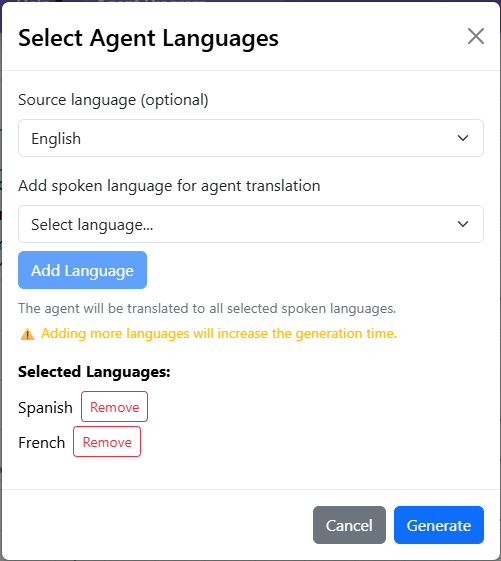 Select Agent Languages
Source language (optional)
English
Add spoken language for agent translation
Select language...
Add Language
The agent will be translated to all selected spoken languages.
Adding more languages will increase the generation time.
Selected Languages:
Spanish Remove
French Remove
Cancel Generate